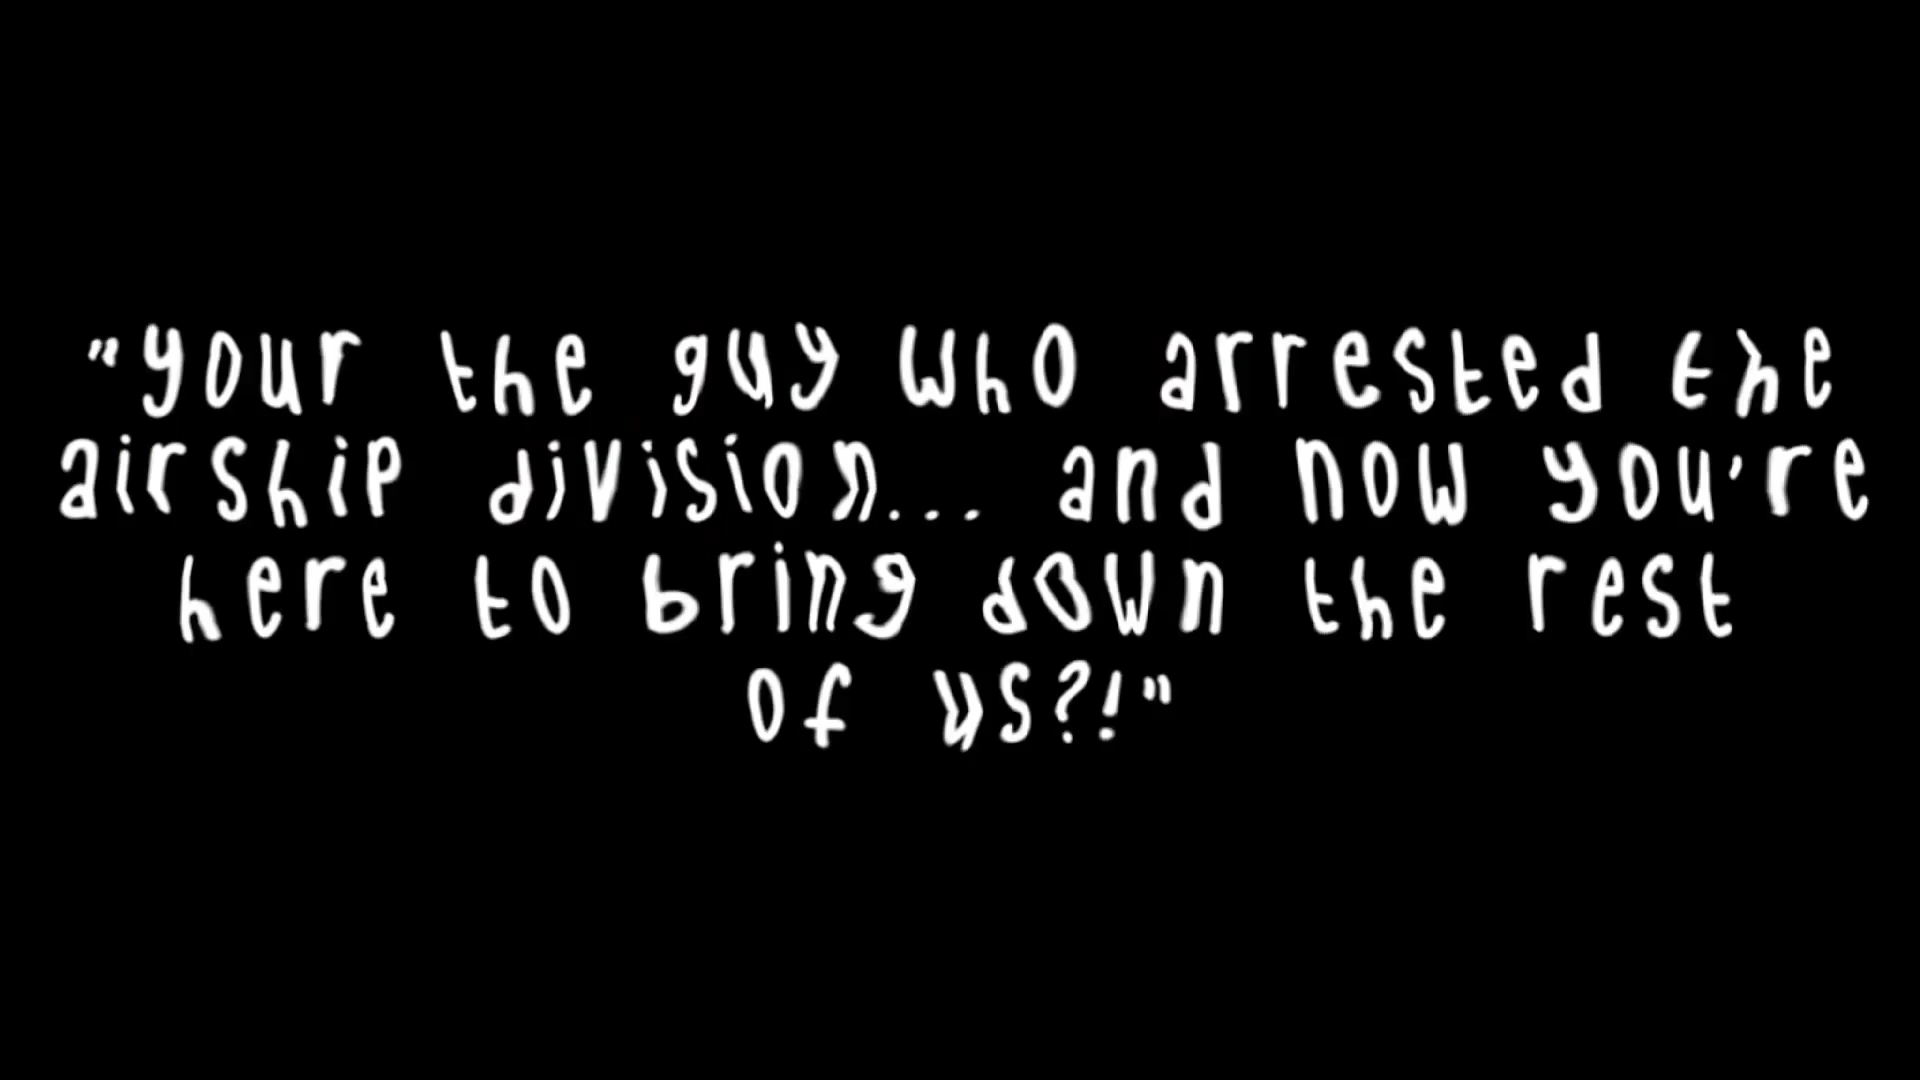 "your the guy who arrested the
airship division... and now you're
here to bring down the rest
of us?!"